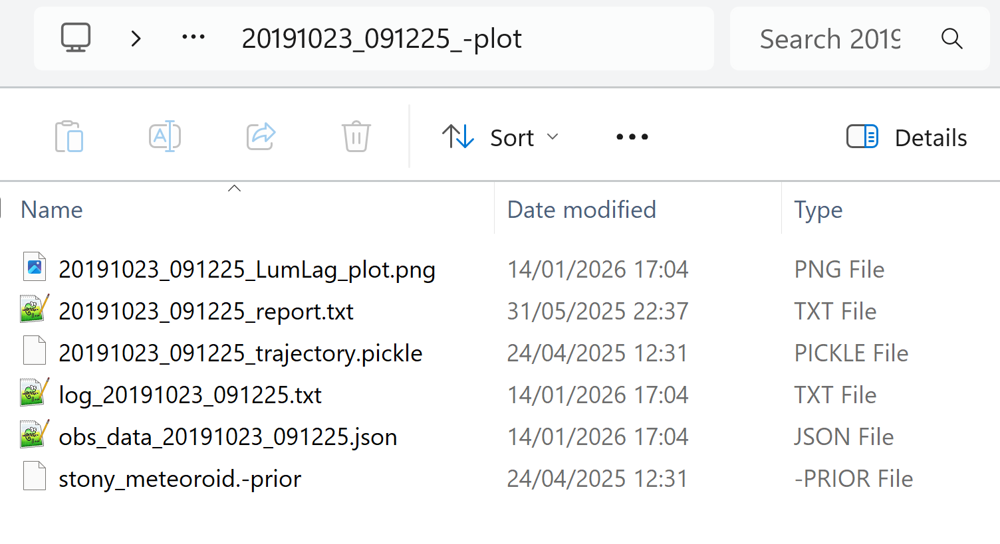 20191023_091225_-plot
Search 2019
Sort
Details
Name Date modified Type
20191023_091225_LumLag_plot.png 14/01/2026 17:04 PNG File
20191023_091225_report.txt 31/05/2025 22:37 TXT File
20191023_091225_trajectory.pickle 24/04/2025 12:31 PICKLE File
log_20191023_091225.txt 14/01/2026 17:04 TXT File
obs_data_20191023_091225.json 14/01/2026 17:04 JSON File
stony_meteoroid.-prior 24/04/2025 12:31 -PRIOR File